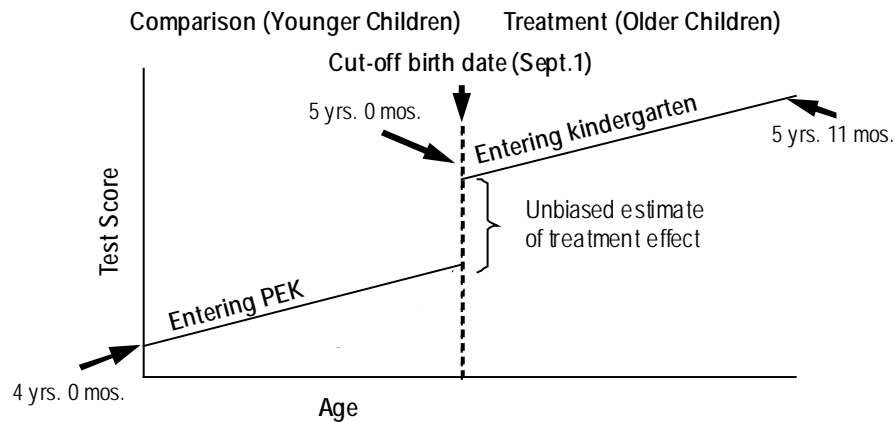 Comparison (Younger Children)
Treatment (Older Children)
Cut-off birth date (Sept.1)
5 yrs. 0 mos.
Entering kindergarten
5 yrs. 11 mos.
Test Score
Unbiased estimate
of treatment effect
Entering PEK
4 yrs. 0 mos.
Age